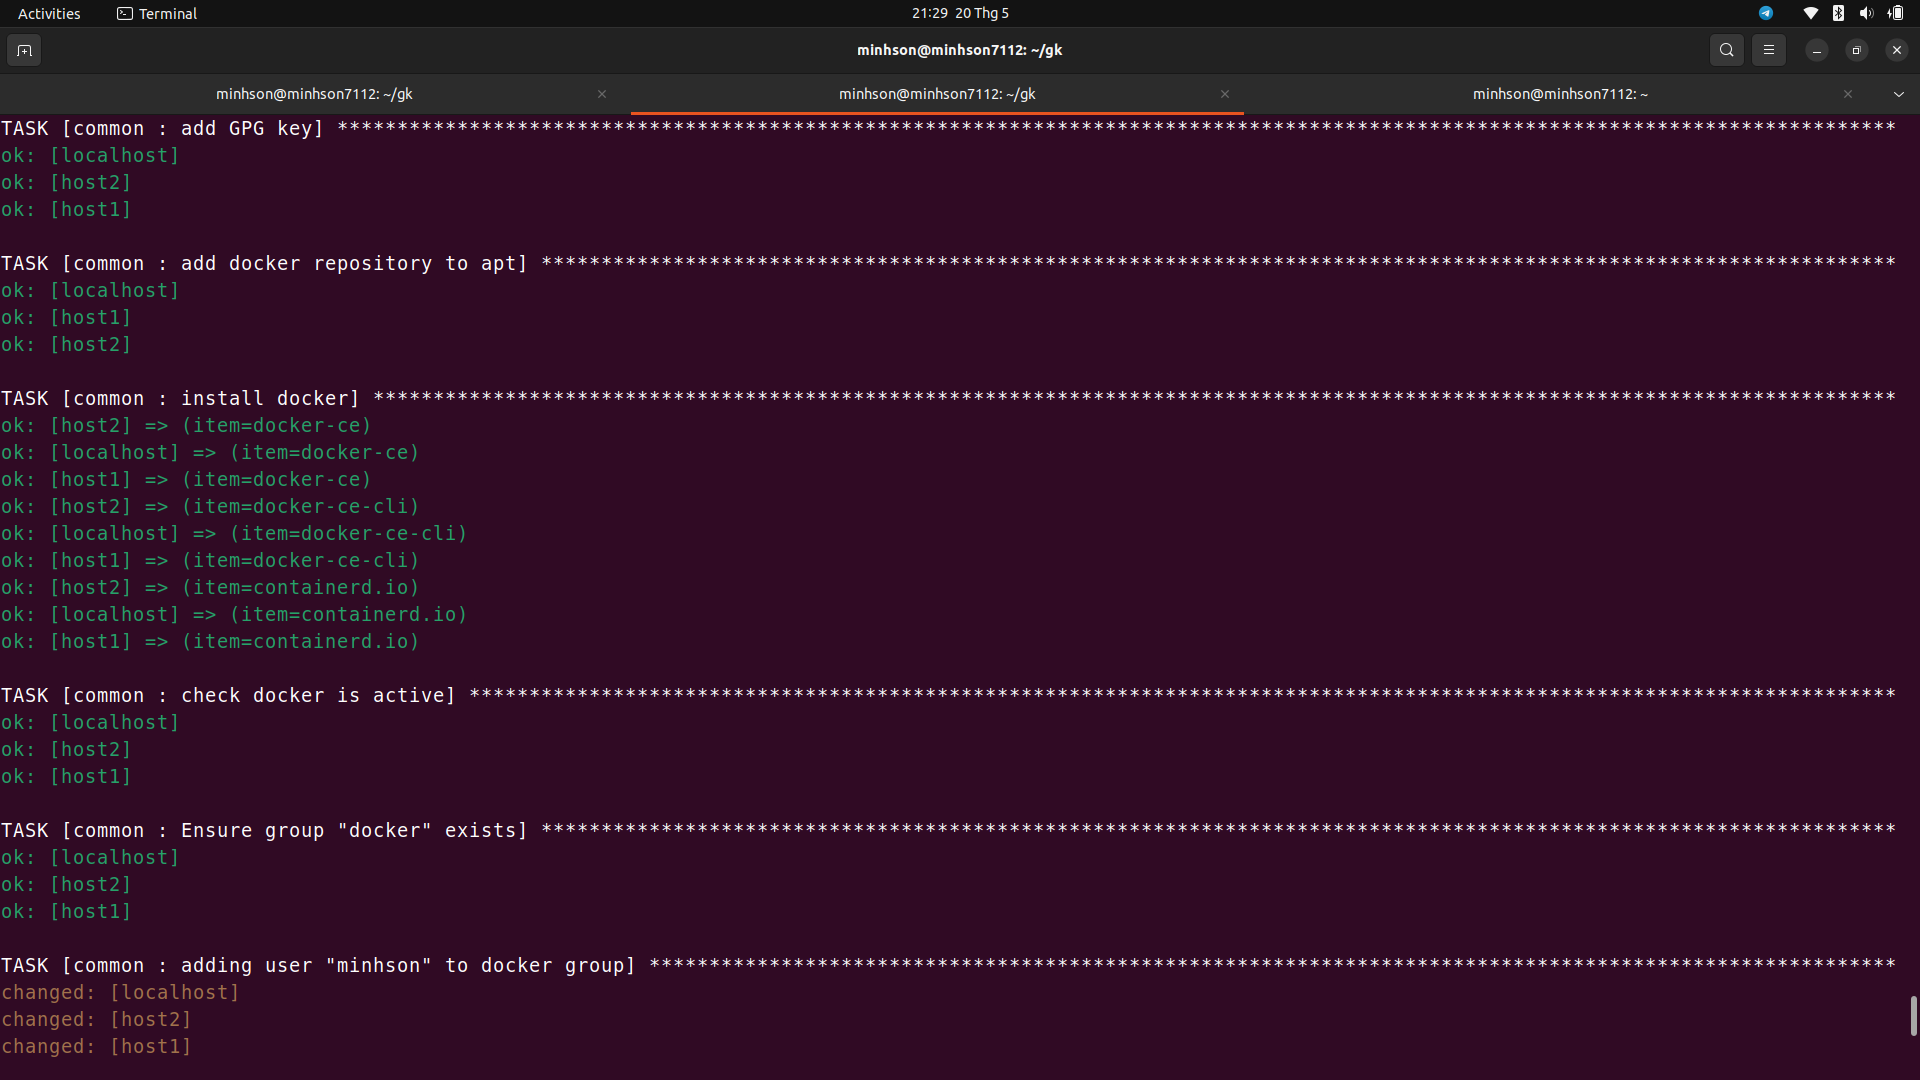 Activities Terminal 21:29 20 Thg 5
minhson@minhson7112: ~/gk
minhson@minhson7112: ~/gk minhson@minhson7112: ~/gk minhson@minhson7112: ~
TASK [common : add GPG key] **********************************************************************************************************************************
ok: [localhost]
ok: [host2]
ok: [host1]
TASK [common : add docker repository to apt] *****************************************************************************************************************
ok: [localhost]
ok: [host1]
ok: [host2]
TASK [common : install docker] *******************************************************************************************************************************
ok: [host2] => (item=docker-ce)
ok: [localhost] => (item=docker-ce)
ok: [host1] => (item=docker-ce)
ok: [host2] => (item=docker-ce-cli)
ok: [localhost] => (item=docker-ce-cli)
ok: [host1] => (item=docker-ce-cli)
ok: [host2] => (item=containerd.io)
ok: [localhost] => (item=containerd.io)
ok: [host1] => (item=containerd.io)
TASK [common : check docker is active] ***********************************************************************************************************************
ok: [localhost]
ok: [host2]
ok: [host1]
TASK [common : Ensure group "docker" exists] *****************************************************************************************************************
ok: [localhost]
ok: [host2]
ok: [host1]
TASK [common : adding user "minhson" to docker group] ********************************************************************************************************
changed: [localhost]
changed: [host2]
changed: [host1]